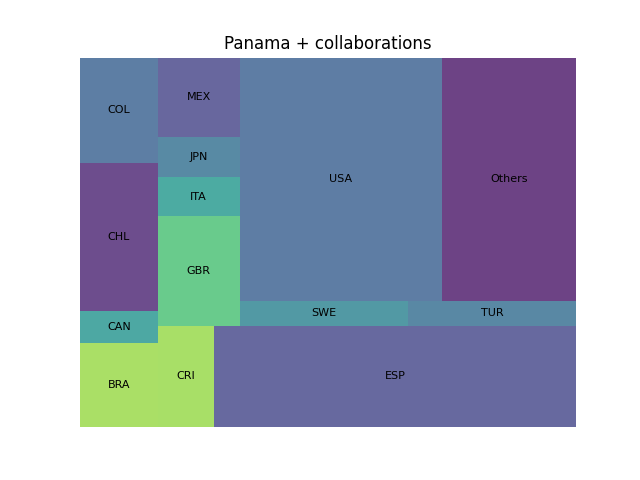 Panama + collaborations
COL
MEX
JPN
ITA
USA
Others
CHL
GBR
CAN
SWE
TUR
BRA
CRI
ESP